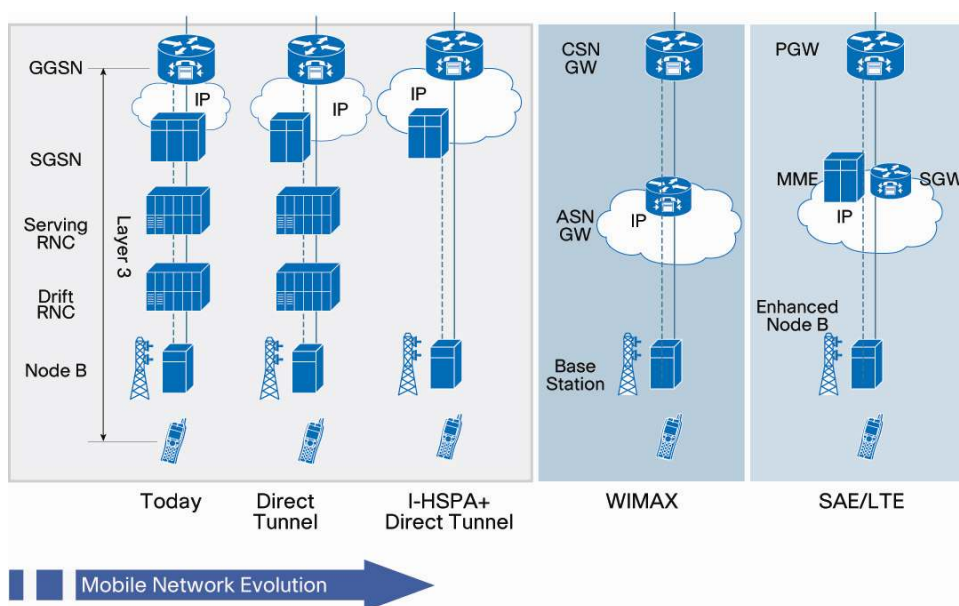 GGSN
IP
IP
IP
SGSN
Serving
RNC
Layer 3
Drift
RNC
Node B
CSN
GW
ASN
GW
IP
Base
Station
PGW
MME
SGW
IP
Enhanced
Node B
Today
Direct
Tunnel
I-HSPA+
Direct Tunnel
WIMAX
SAE/LTE
Mobile Network Evolution